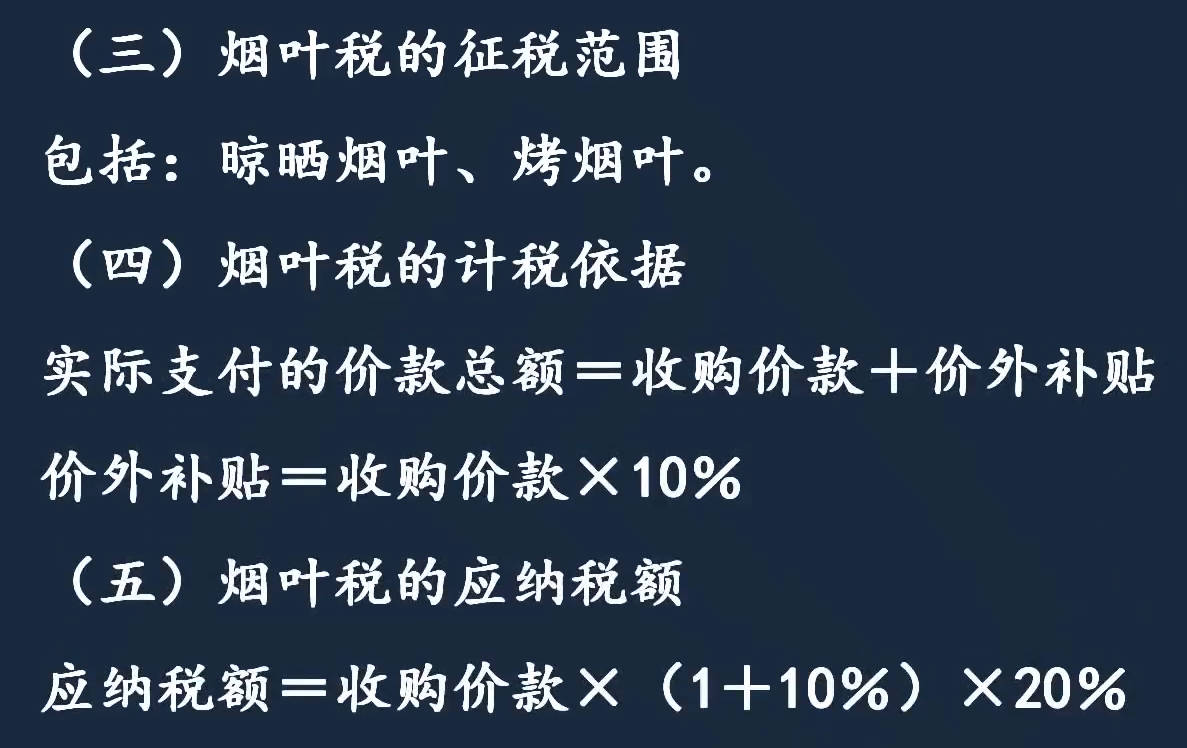 （三）烟叶税的征税范围
包括：晾晒烟叶、烤烟叶。
（四）烟叶税的计税依据
实际支付的价款总额＝收购价款＋价外补贴
价外补贴＝收购价款×10%
（五）烟叶税的应纳税额
应纳税额＝收购价款×（1＋10%）×20%